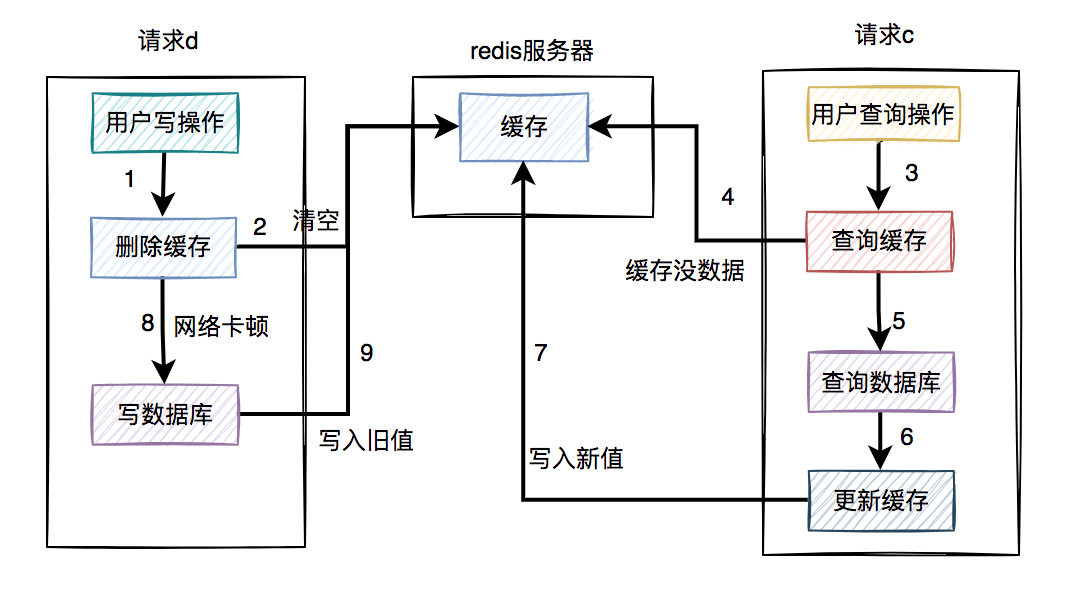 请求d
redis服务器
请求c
用户写操作
缓存
用户查询操作
1
3
4
2
清空
删除缓存
查询缓存
缓存没数据
8
网络卡顿
9
7
5
写数据库
查询数据库
写入旧值
写入新值
6
更新缓存